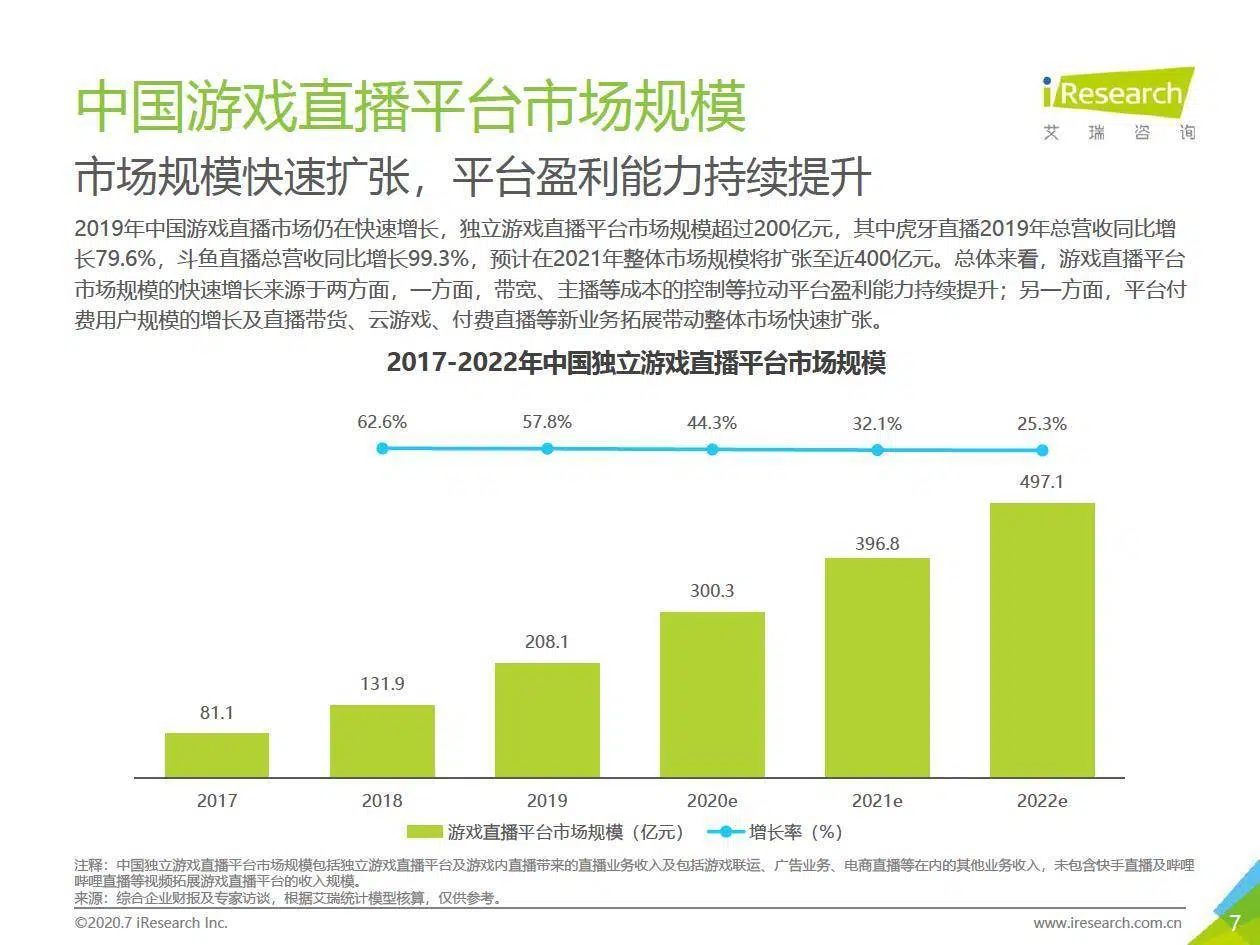 中国游戏直播平台市场规模
iResearch
艾瑞咨询
市场规模快速扩张，平台盈利能力持续提升
2019年中国游戏直播市场仍在快速增长，独立游戏直播平台市场规模超过200亿元，其中虎牙直播2019年总营收同比增
长79.6%，斗鱼直播总营收同比增长99.3%，预计在2021年整体市场规模将扩张至近400亿元。总体来看，游戏直播平台
市场规模的快速增长来源于两方面，一方面，带宽、主播等成本的控制等拉动平台盈利能力持续提升；另一方面，平台付
费用户规模的增长及直播带货、云游戏、付费直播等新业务拓展带动整体市场快速扩张。
2017-2022年中国独立游戏直播平台市场规模
62.6% 57.8% 44.3% 32.1% 25.3%
81.1 131.9 208.1 300.3 396.8 497.1
2017 2018 2019 2020e 2021e 2022e
游戏直播平台市场规模（亿元） 增长率（%）
注释：中国独立游戏直播平台市场规模包括独立游戏直播平台及游戏内直播带来的直播业务收入及包括游戏联运、广告业务、电商直播等在内的其他业务收入，未包含快手直播及哔哩
哔哩直播等视频拓展游戏直播平台的收入规模。
来源：综合企业财报及专家访谈，根据艾瑞统计模型核算，仅供参考。
©2020.7 iResearch Inc. www.iresearch.com.cn 7